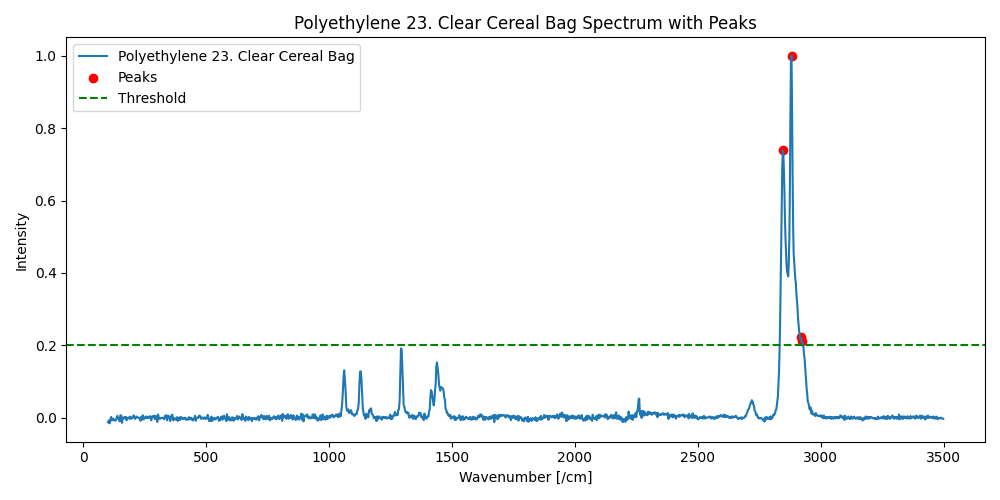 Polyethylene 23. Clear Cereal Bag Spectrum with Peaks
Polyethylene 23. Clear Cereal Bag
Peaks
Threshold
1.0
0.8
0.6
0.4
0.2
0.0
Intensity
0 500 1000 1500 2000 2500 3000 3500
Wavenumber [/cm]